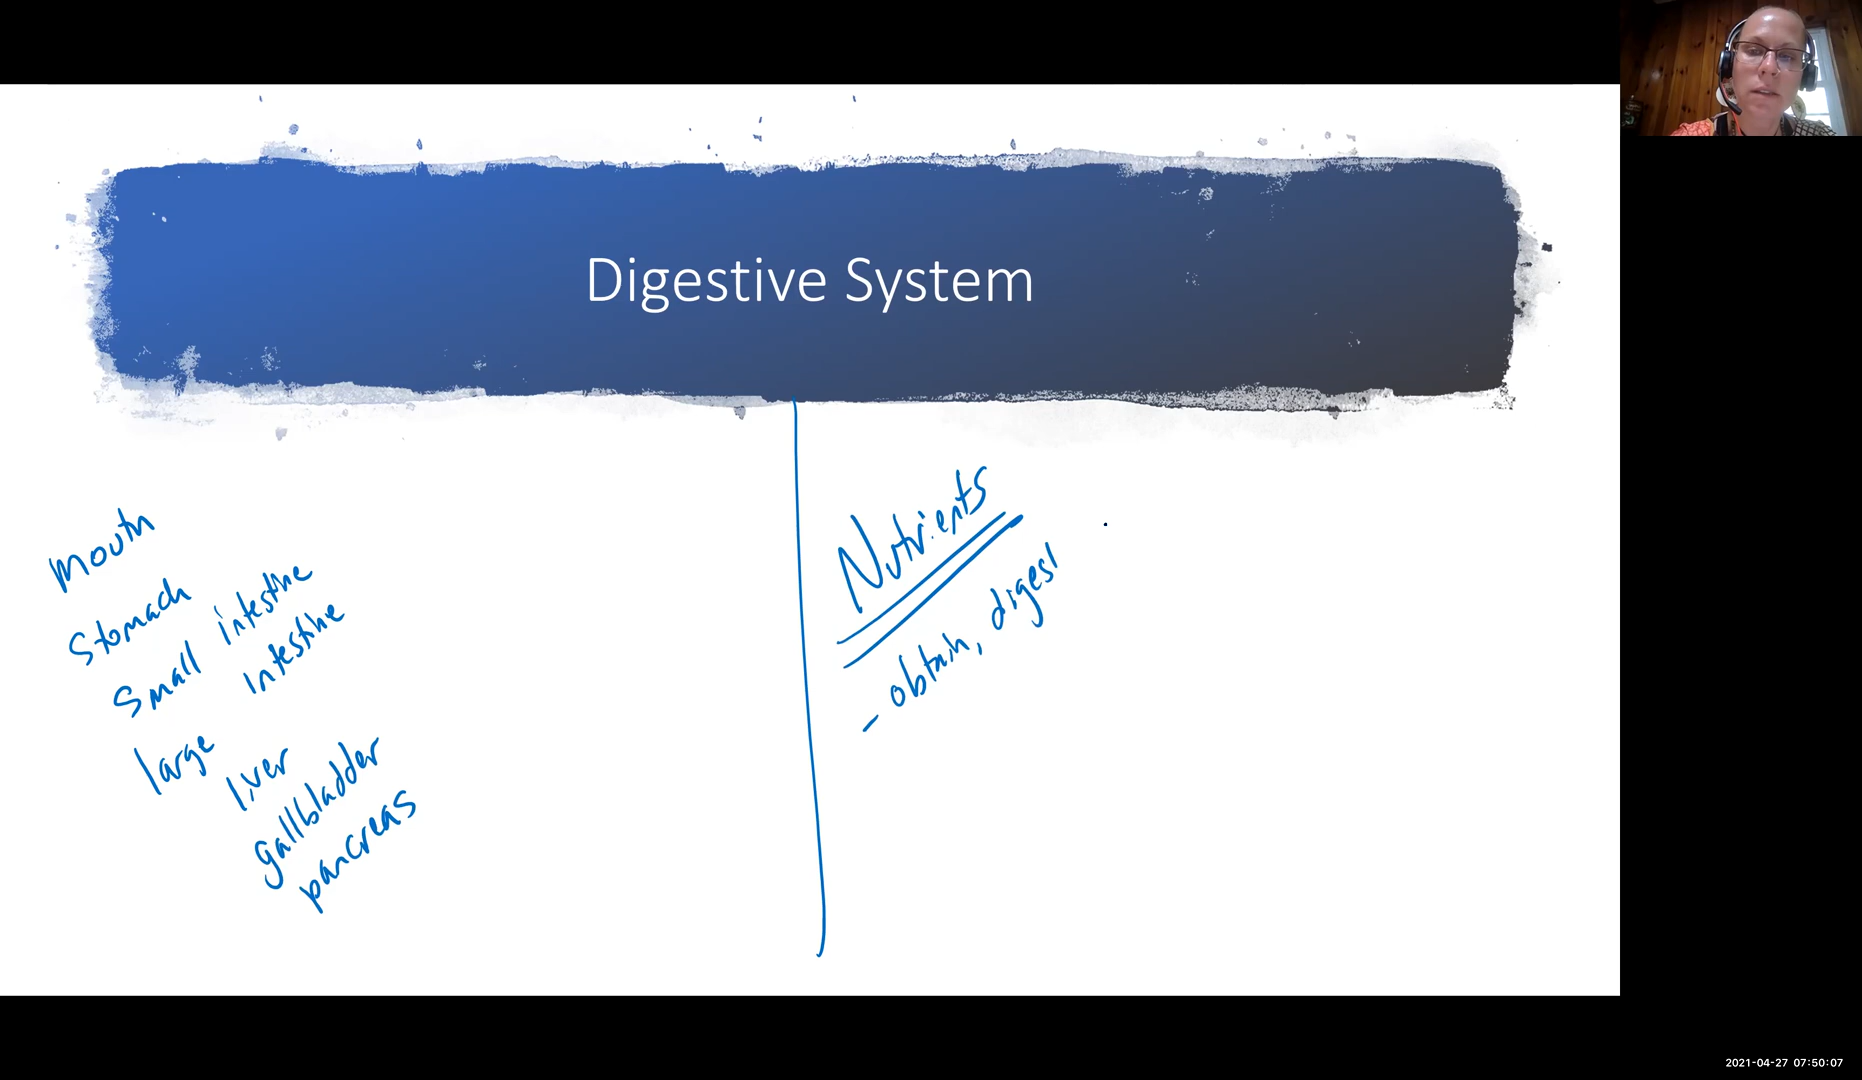 Digestive System
mouth
Stomach
Small intestine
large intestine
liver
gallbladder
pancreas
Nutrients
- obtain, digest
2021-04-27 07:50:07